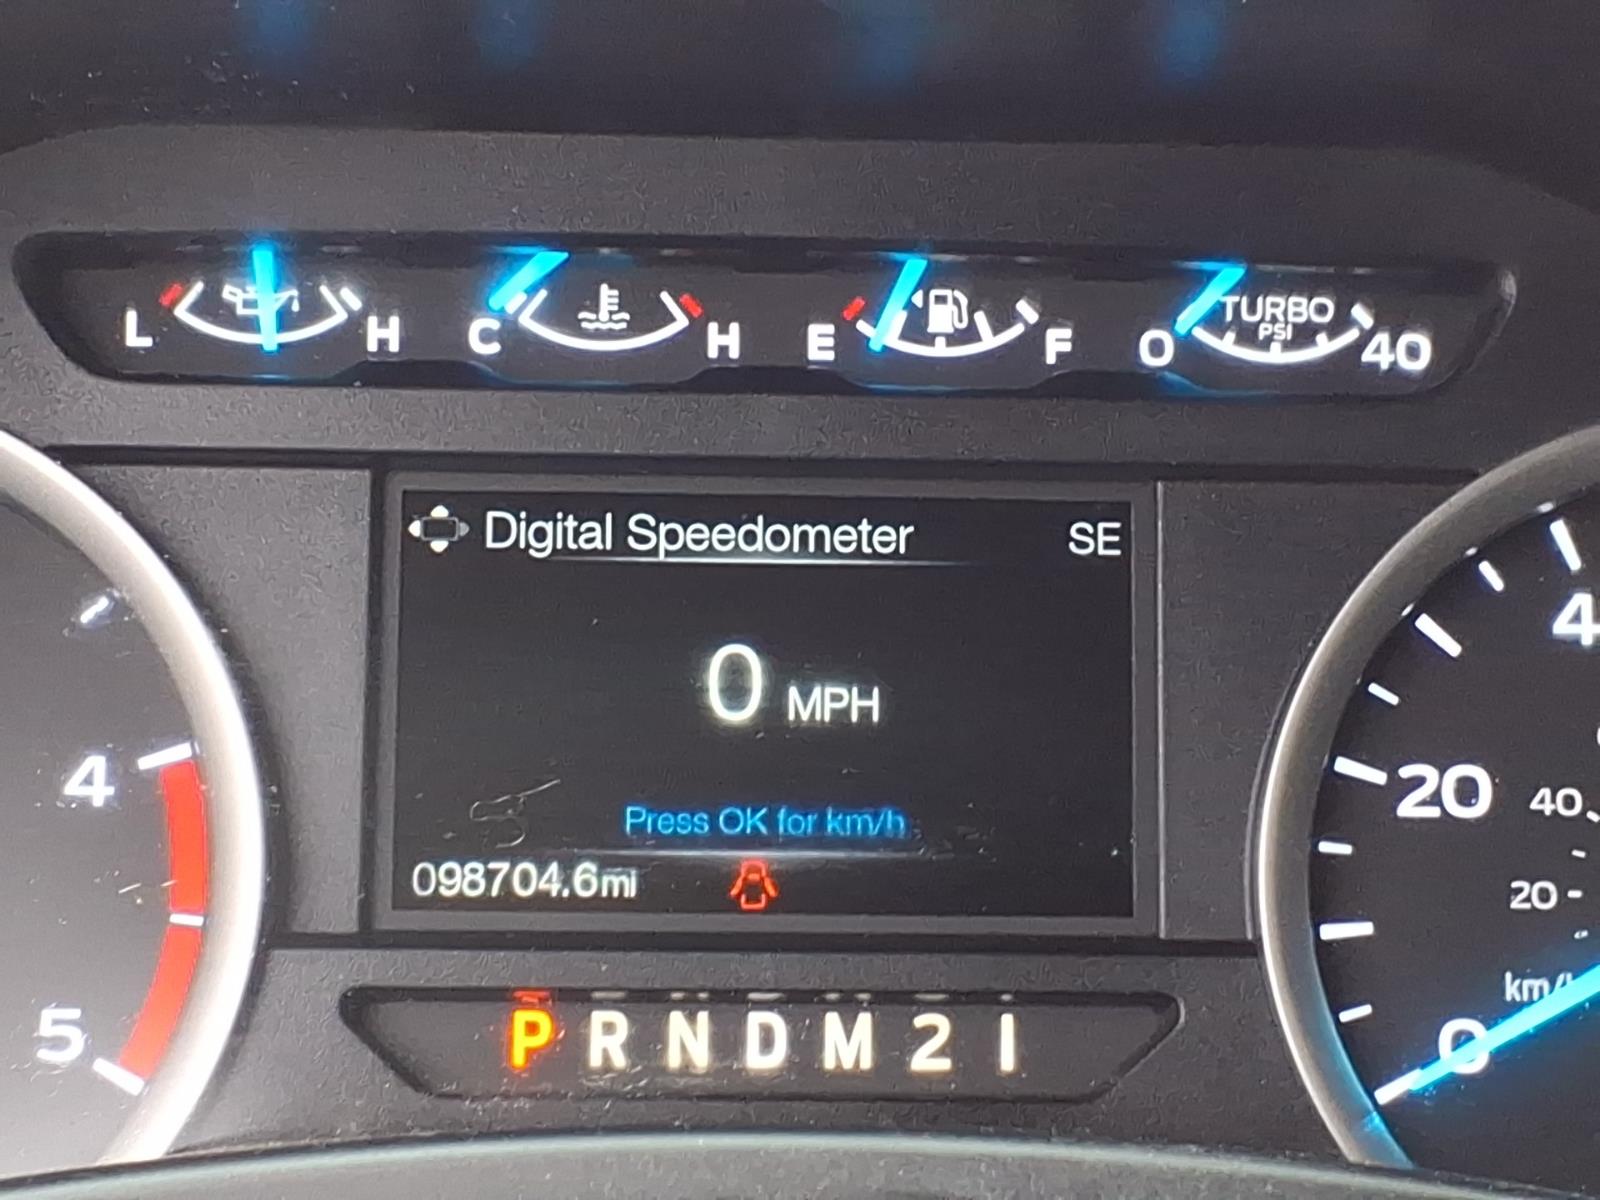 L H C H E F 0 TURBO PSI 40
Digital Speedometer SE
0 MPH
Press OK for km/h
098704.6mi
P R N D M 2 1
4
5
20
0
40
20
km/h